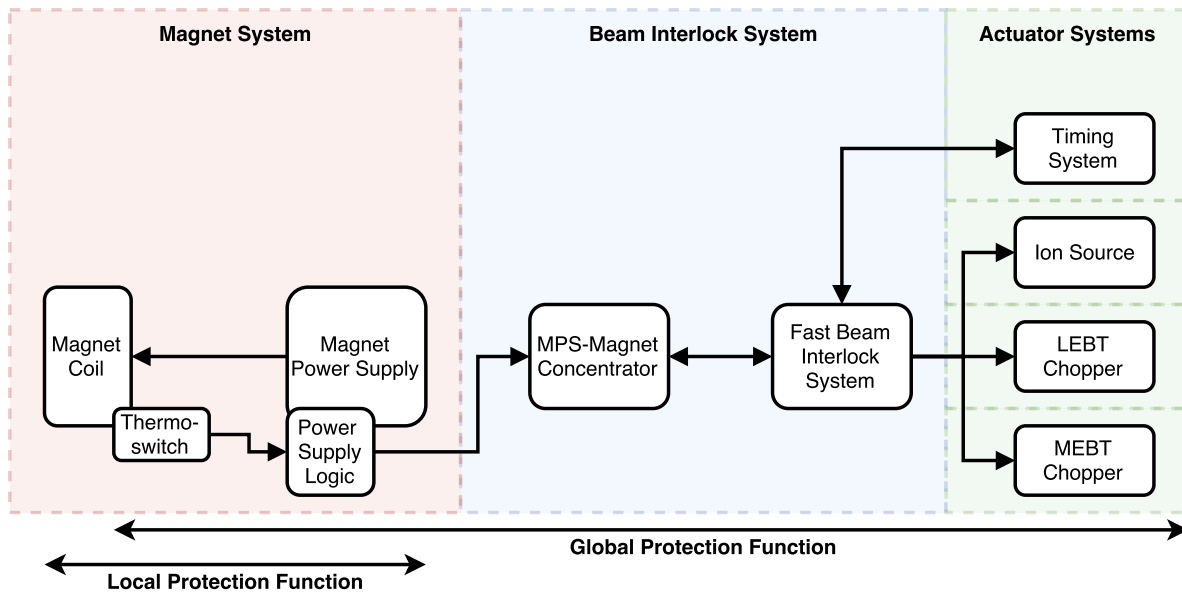 Magnet System
Beam Interlock System
Actuator Systems
Timing
System
Ion Source
Magnet
Coil
Magnet
Power Supply
MPS-Magnet
Concentrator
Fast Beam
Interlock
System
LEBT
Chopper
Thermo-
switch
Power
Supply
Logic
MEBT
Chopper
Global Protection Function
Local Protection Function